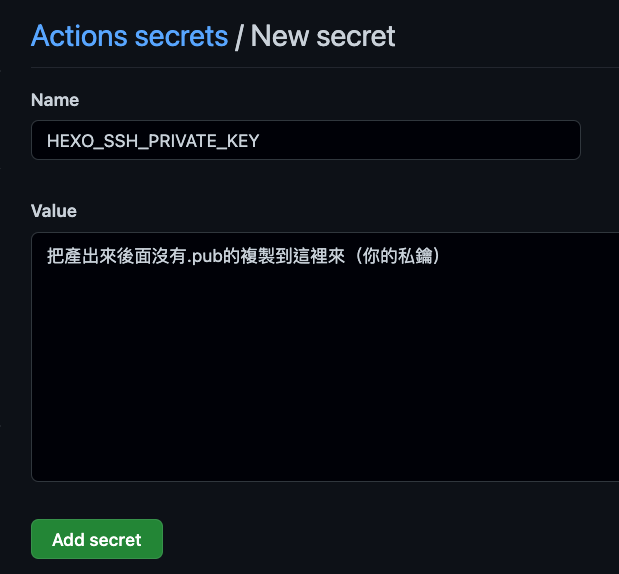 Actions secrets / New secret
Name
HEXO_SSH_PRIVATE_KEY
Value
把產出來後面沒有.pub的複製到這裡來（你的私鑰）
Add secret